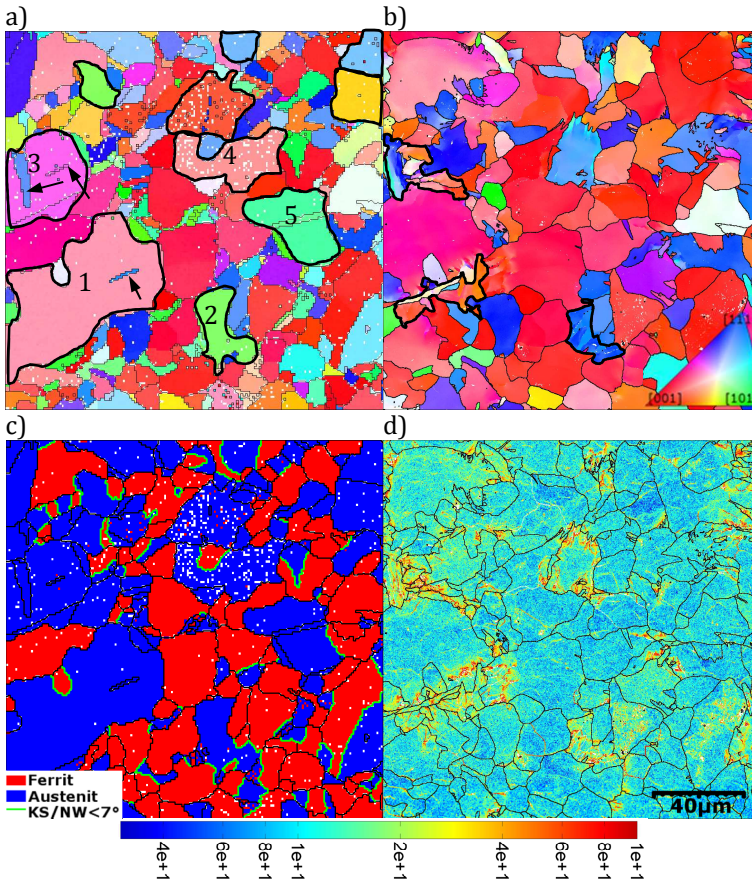 a)
b)
3
4
5
1
2
[111]
[001]
[101]
c)
d)
Ferrit
Austenit
KS/NW<7°
40µm
4e+1
6e+1
8e+1
1e+1
2e+1
4e+1
6e+1
8e+1
1e+1